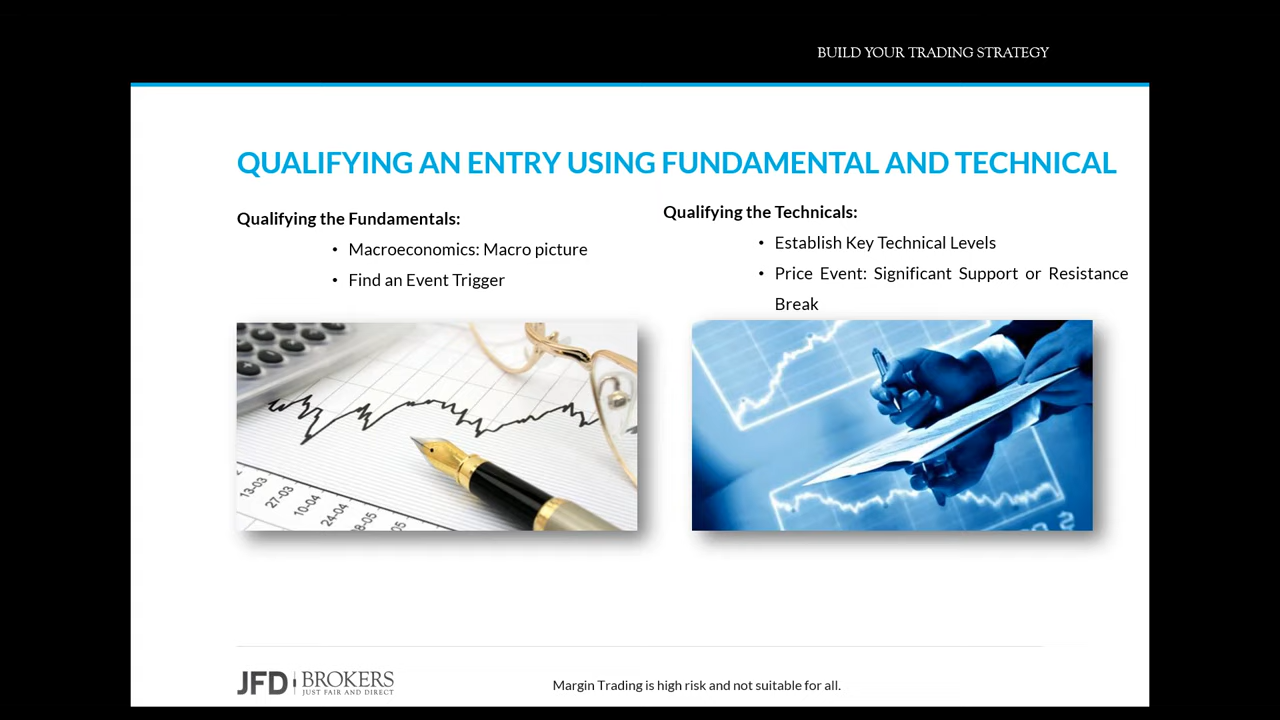 BUILD YOUR TRADING STRATEGY
QUALIFYING AN ENTRY USING FUNDAMENTAL AND TECHNICAL
Qualifying the Fundamentals:
• Macroeconomics: Macro picture
• Find an Event Trigger
Qualifying the Technicals:
• Establish Key Technical Levels
• Price Event: Significant Support or Resistance
Break
13-03
27-03
10-04
24-04
8-05
-05
$
JFD BROKERS
JUST FAIR AND DIRECT
Margin Trading is high risk and not suitable for all.